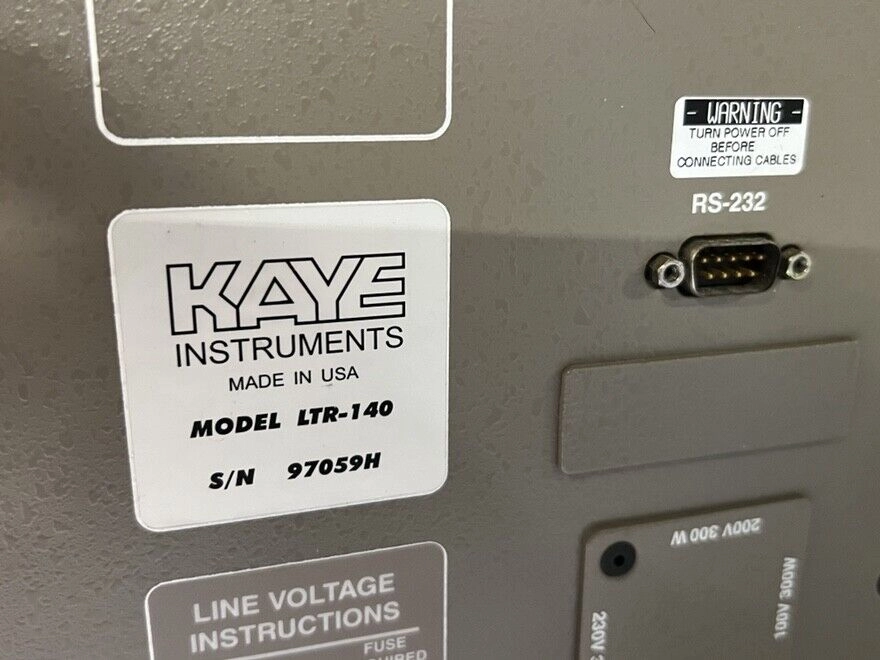 - WARNING -
TURN POWER OFF
BEFORE
CONNECTING CABLES
RS-232
KAYE
INSTRUMENTS
MADE IN USA
MODEL LTR-140
S/N 97059H
200V 300W
100V 300W
230V
LINE VOLTAGE
INSTRUCTIONS
FUSE